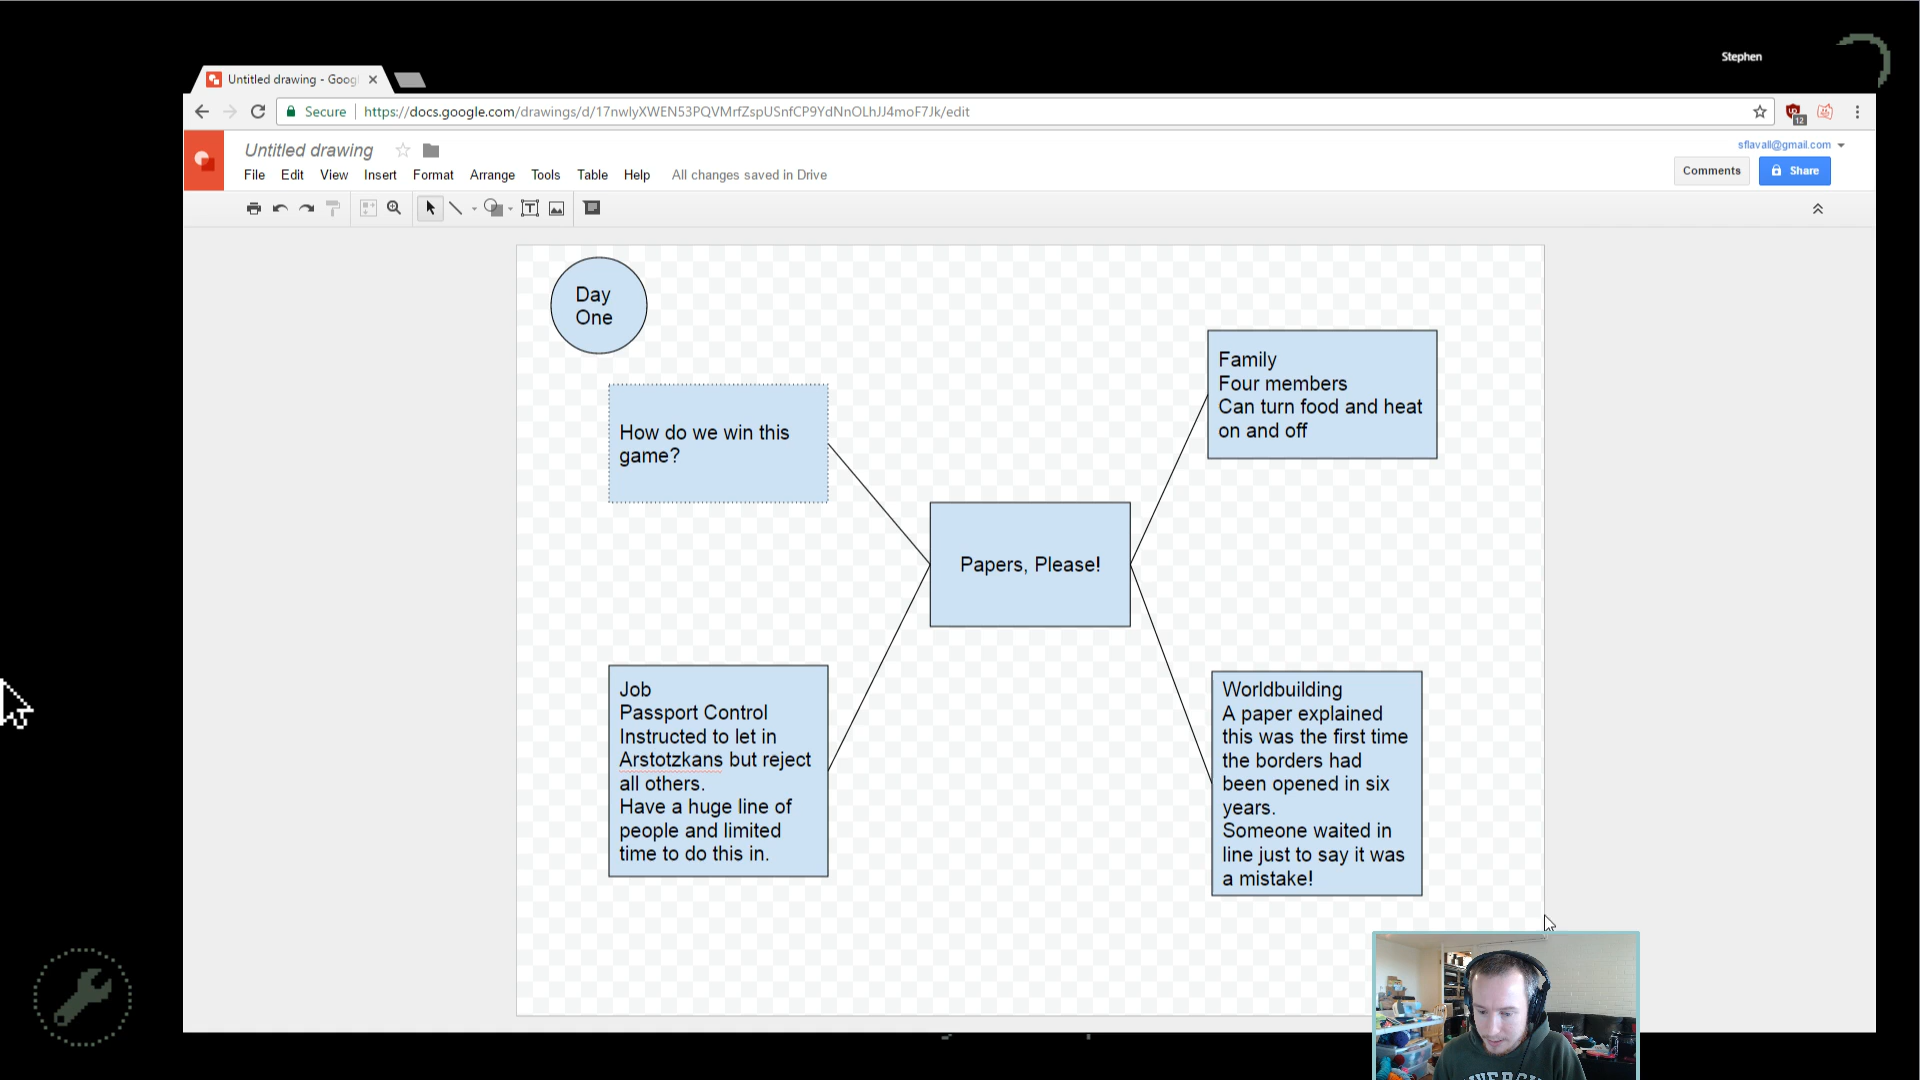 Stephen
Untitled drawing - Goog
Secure
https://docs.google.com/drawings/d/17nwlyXWEN53PQVMrfZspUSnfCP9YdNnOLhJJ4moF7Jk/edit
12
Untitled drawing
sflavall@gmail.com
File Edit View Insert Format Arrange Tools Table Help All changes saved in Drive
Comments
Share
Day
One
How do we win this
game?
Family
Four members
Can turn food and heat
on and off
Papers, Please!
Job
Passport Control
Instructed to let in
Arstotzkans but reject
all others.
Have a huge line of
people and limited
time to do this in.
Worldbuilding
A paper explained
this was the first time
the borders had
been opened in six
years.
Someone waited in
line just to say it was
a mistake!